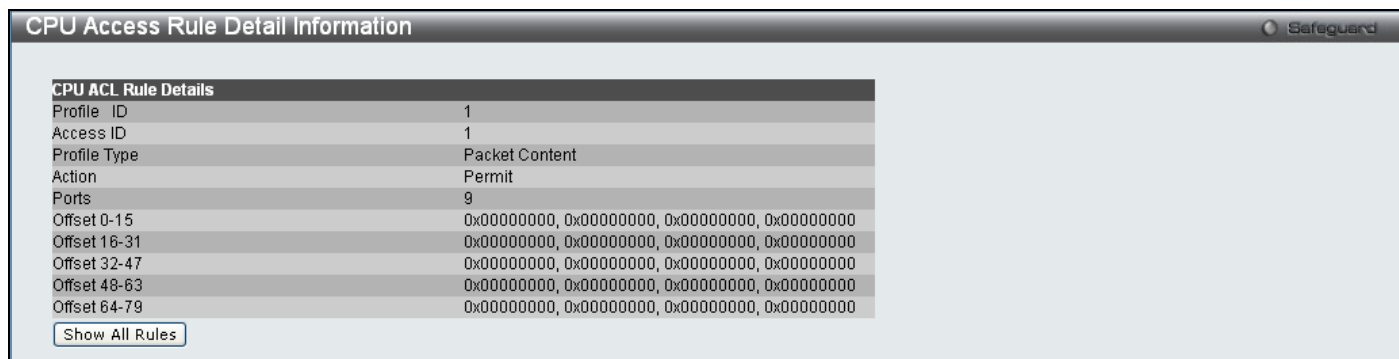 CPU Access Rule Detail Information
Safeguard
CPU ACL Rule Details
Profile ID 1
Access ID 1
Profile Type Packet Content
Action Permit
Ports 9
Offset 0-15 0x00000000, 0x00000000, 0x00000000, 0x00000000
Offset 16-31 0x00000000, 0x00000000, 0x00000000, 0x00000000
Offset 32-47 0x00000000, 0x00000000, 0x00000000, 0x00000000
Offset 48-63 0x00000000, 0x00000000, 0x00000000, 0x00000000
Offset 64-79 0x00000000, 0x00000000, 0x00000000, 0x00000000
Show All Rules